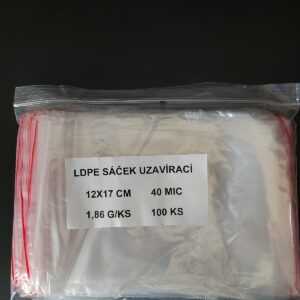 LDPE SÁČEK UZAVÍRACÍ
12X17 CM 40 MIC
1,86 G/KS 100 KS